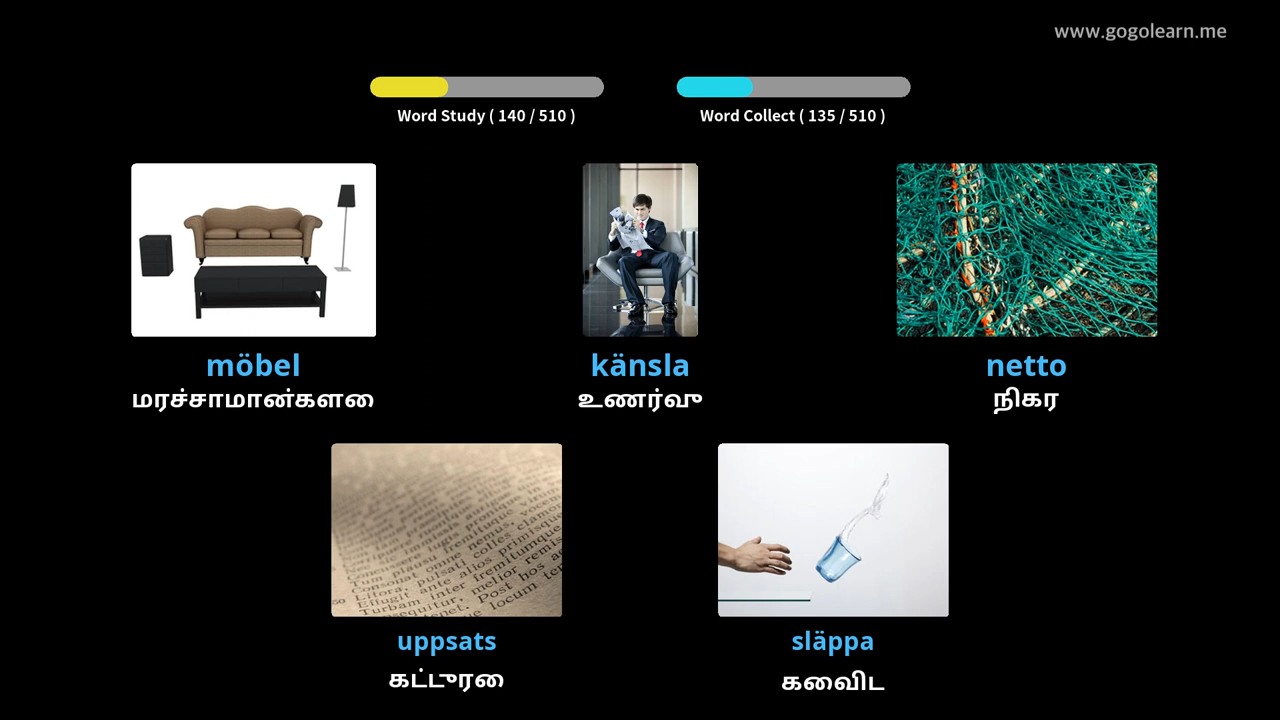 www.gogolearn.me
Word Study ( 140 / 510 )
Word Collect ( 135 / 510 )
möbel
மரச்சாமான்களை
känsla
உணர்வு
netto
நிகர
uppsats
கட்டுரை
släppa
கைவிட